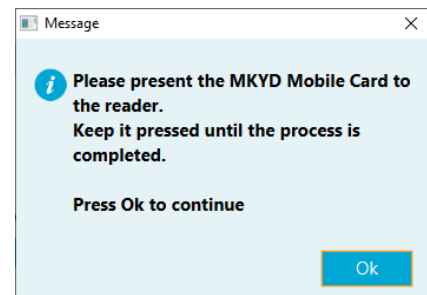 Message
Please present the MKYD Mobile Card to
the reader.
Keep it pressed until the process is
completed.
Press Ok to continue
Ok